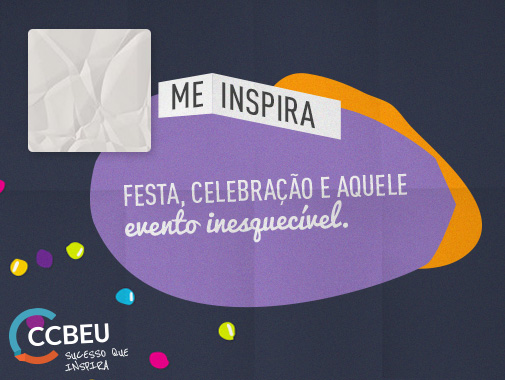 ME INSPIRA
FESTA, CELEBRAÇÃO E AQUELE
evento inesquecível.
CCBEU
SUCESSO QUE
INSPIRA